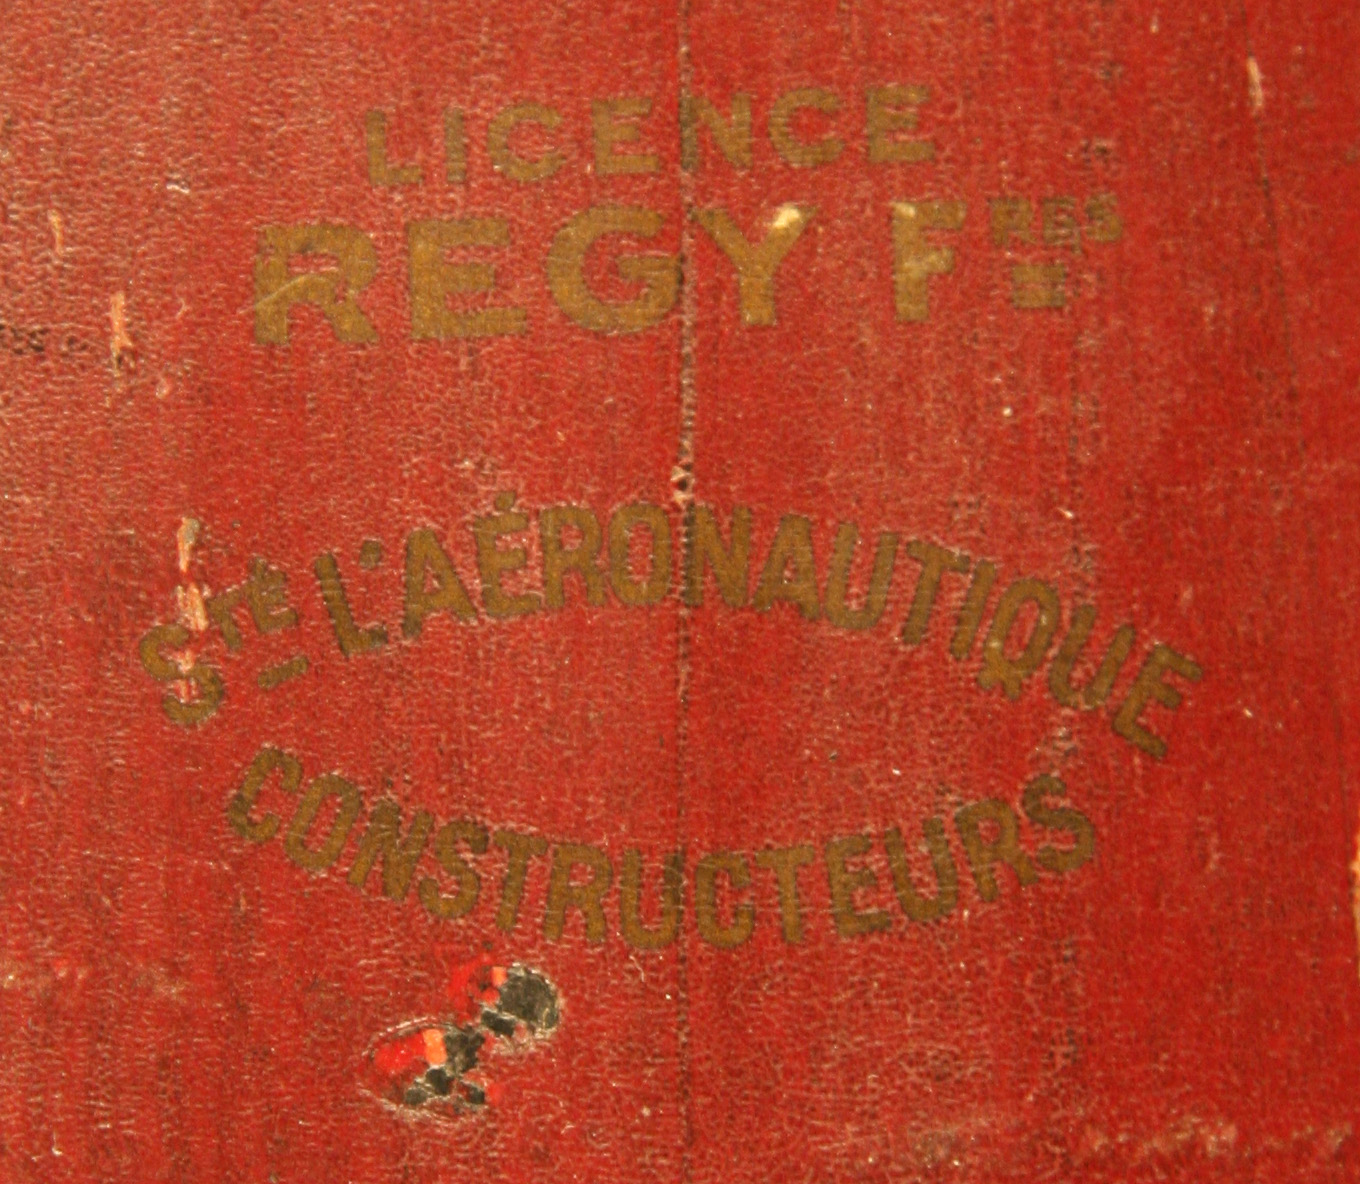 LICENCE
REGY FRES
STÉ L'AÉRONAUTIQUE
CONSTRUCTEURS